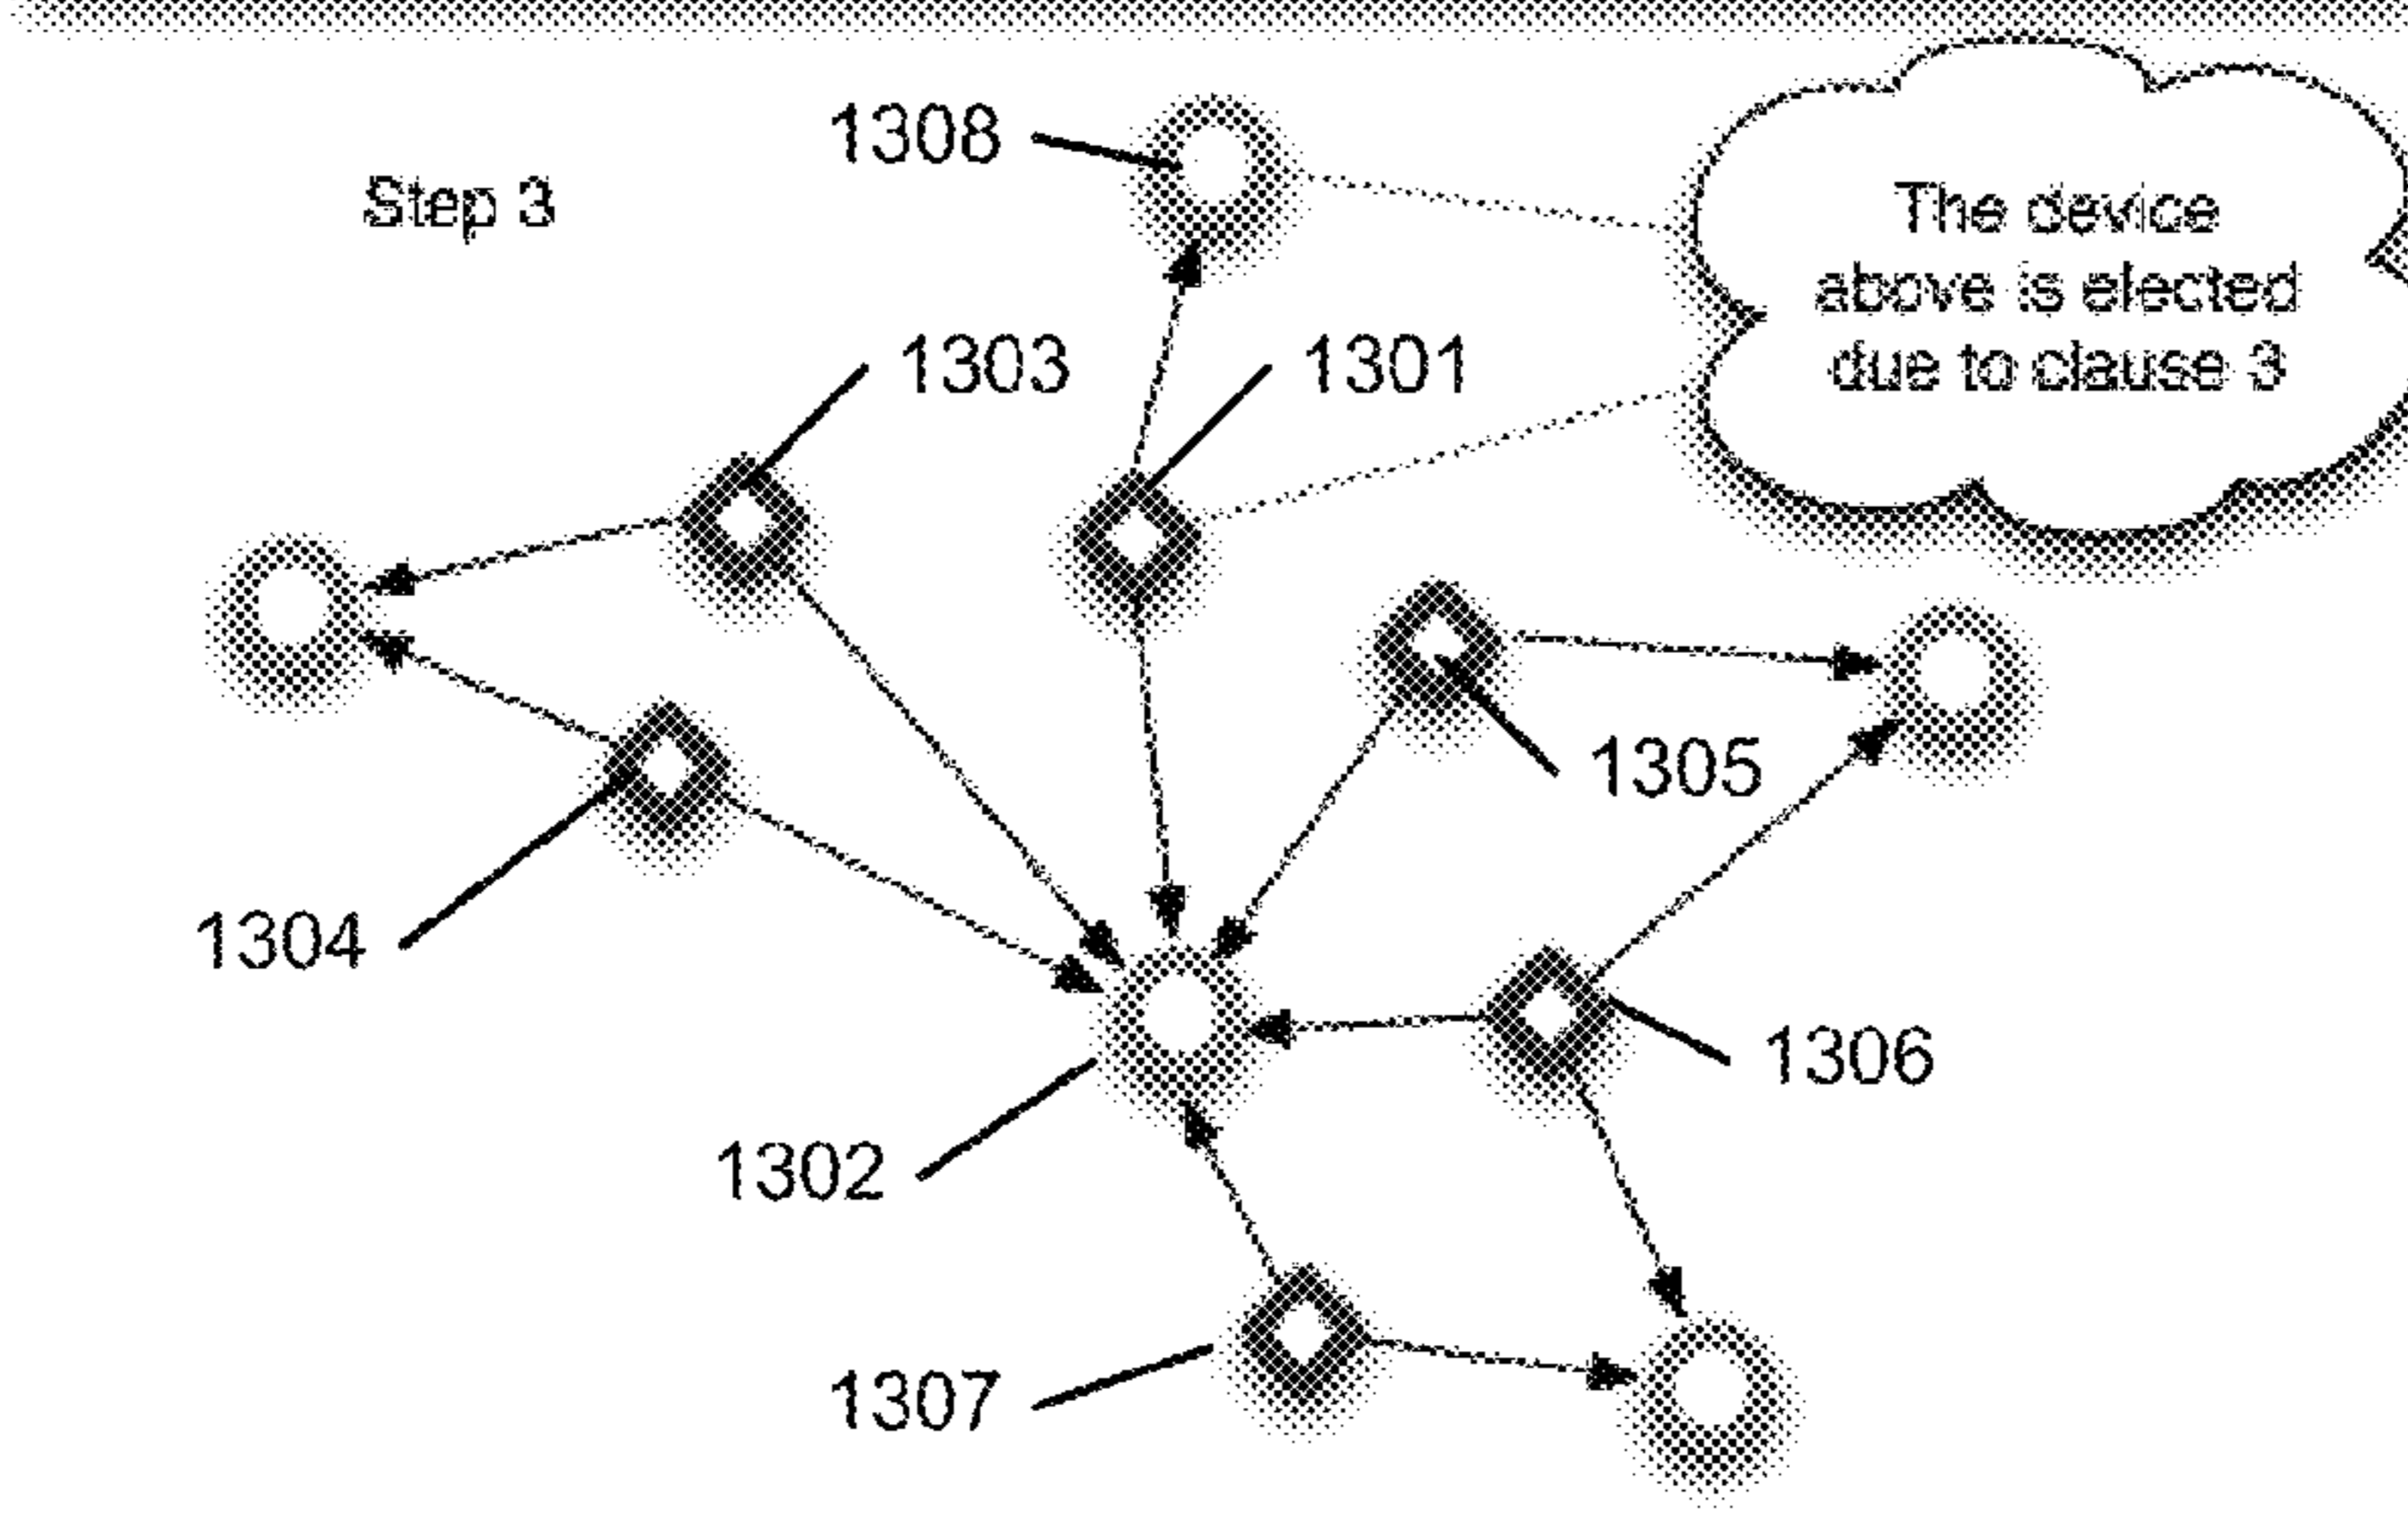 1308
Step 3
The device
above is elected
due to clause 3
1303
1301
1305
1304
1306
1302
1307